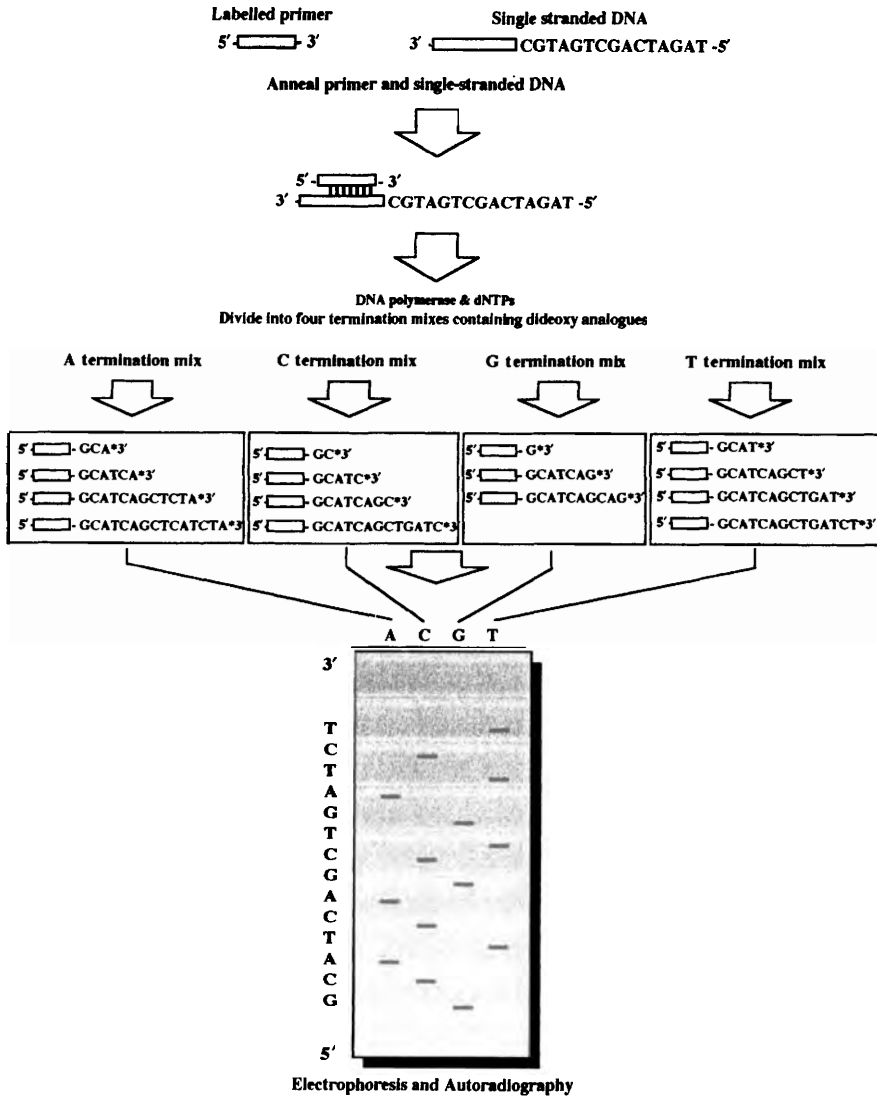 Labelled primer
Single stranded DNA
5′ - 3′
3′ CGTAGTCGACTAGAT -5′
Anneal primer and single-stranded DNA
5′ - 3′
3′ CGTAGTCGACTAGAT -5′
DNA polymerase & dNTPs
Divide into four termination mixes containing dideoxy analogues
A termination mix
C termination mix
G termination mix
T termination mix
5′ - GCA*3′
5′ - GCATCA*3′
5′ - GCATCAGCTCTA*3′
5′ - GCATCAGCTCATCTA*3′
5′ - GC*3′
5′ - GCATC*3′
5′ - GCATCAGC*3′
5′ - GCATCAGCTGATC*3′
5′ - G*3′
5′ - GCATCAG*3′
5′ - GCATCAGCAG*3′
5′ - GCAT*3′
5′ - GCATCAGCT*3′
5′ - GCATCAGCTGAT*3′
5′ - GCATCAGCTGATCT*3′
A C G T
3′
T
C
T
A
G
T
C
G
A
C
T
A
C
G
5′
Electrophoresis and Autoradiography